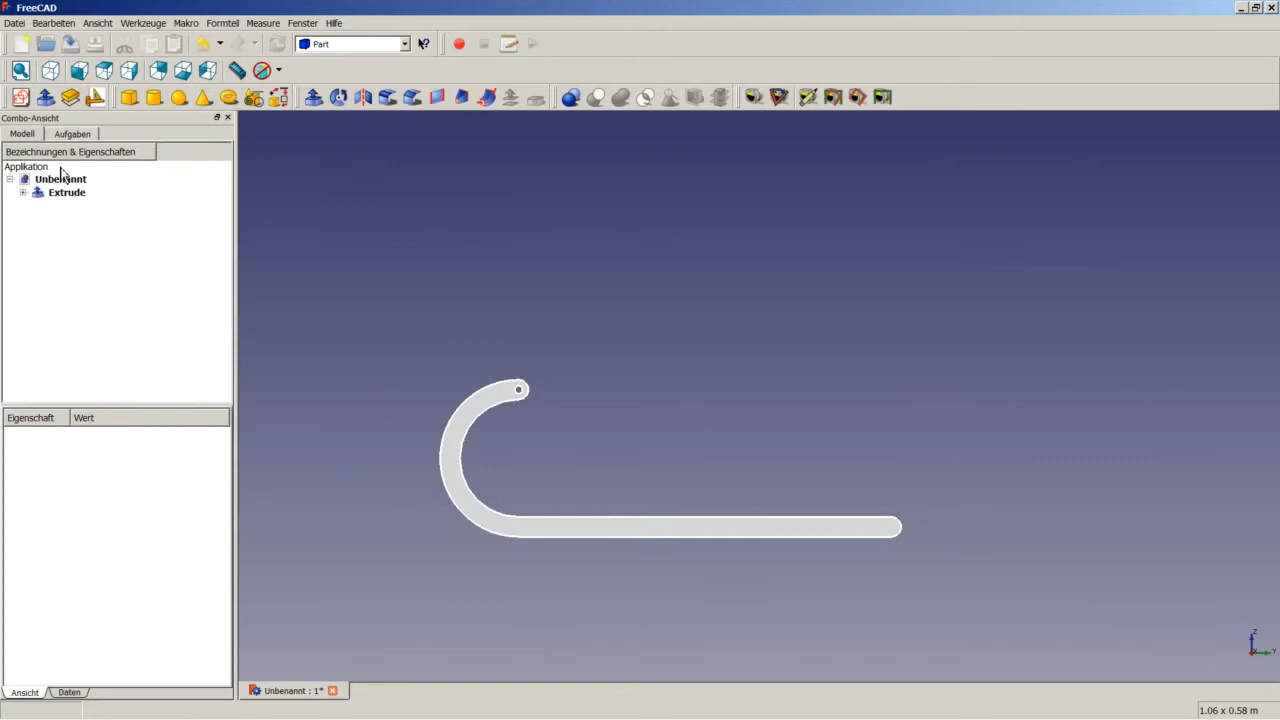 FreeCAD
Datei Bearbeiten Ansicht Werkzeuge Makro Formteil Measure Fenster Hilfe
Part
Combo-Ansicht
Modell Aufgaben
Bezeichnungen & Eigenschaften
Applikation
Unbenannt
Extrude
Eigenschaft Wert
Z
Y
Ansicht Daten
Unbenannt : 1*
1.06 x 0.58 m